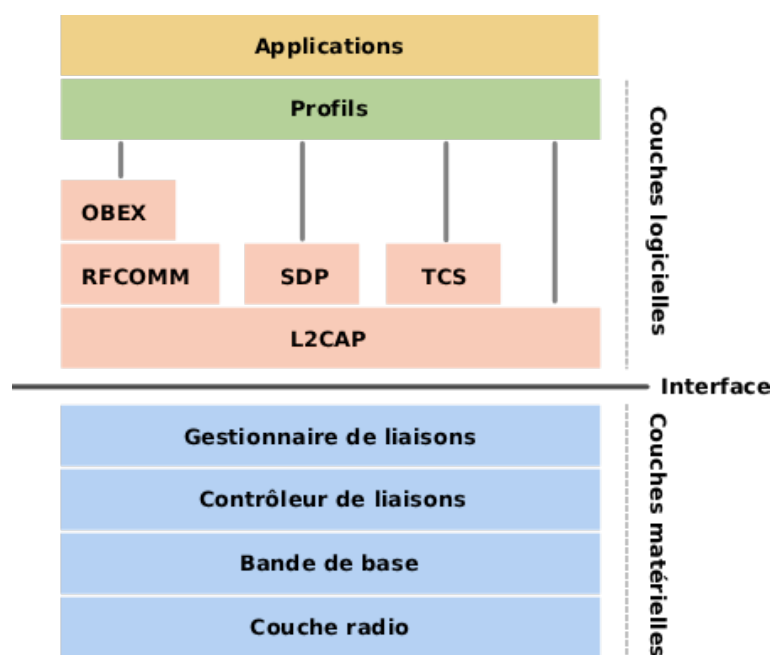 Applications
Profils
OBEX
RFCOMM
SDP
TCS
L2CAP
Couches logicielles
Interface
Gestionnaire de liaisons
Contrôleur de liaisons
Bande de base
Couche radio
Couches matérielles